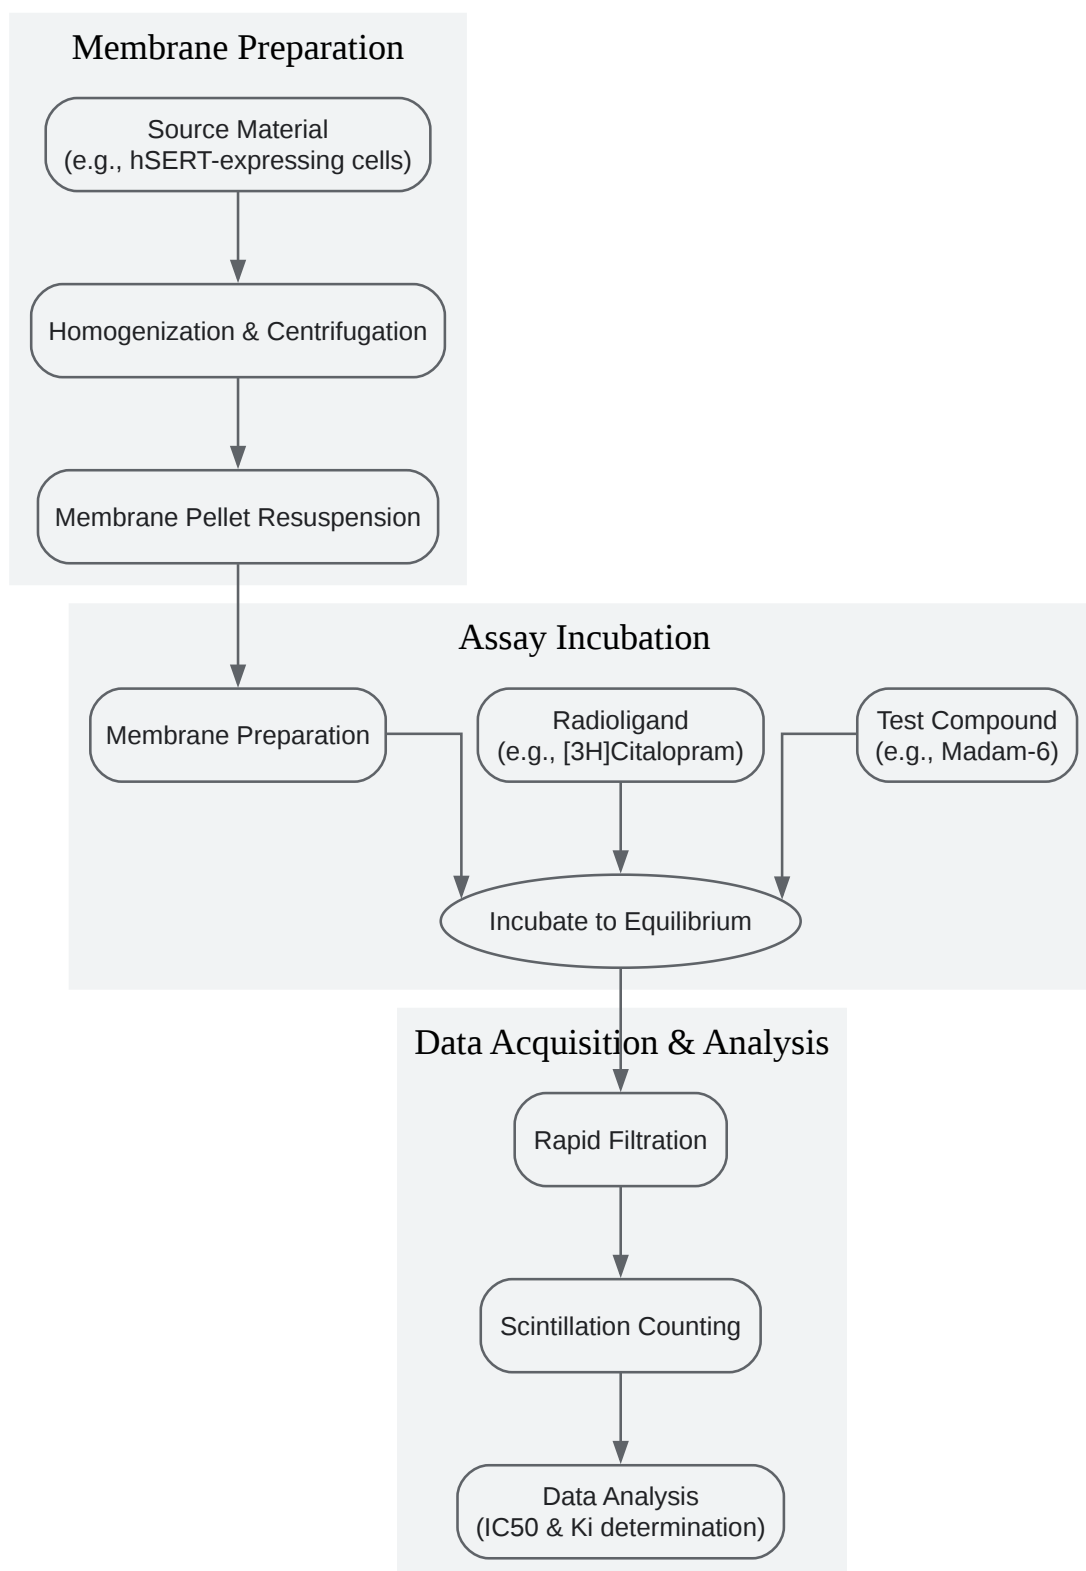 Membrane Preparation
Source Material
(e.g., hSERT-expressing cells)
Homogenization & Centrifugation
Membrane Pellet Resuspension
Assay Incubation
Membrane Preparation
Radioligand
(e.g., [3H]Citalopram)
Test Compound
(e.g., Madam-6)
Incubate to Equilibrium
Data Acquisition & Analysis
Rapid Filtration
Scintillation Counting
Data Analysis
(IC50 & Ki determination)